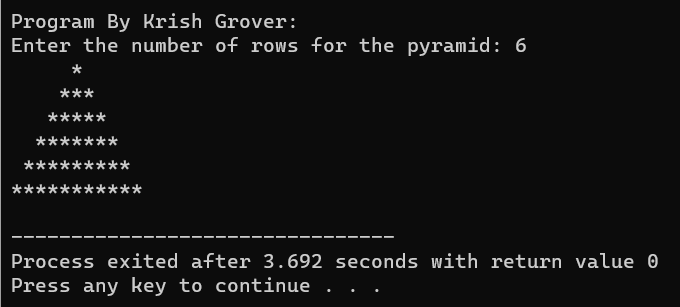 Program By Krish Grover:
Enter the number of rows for the pyramid: 6
     *
    ***
   *****
  *******
 *********
***********

--------------------------------
Process exited after 3.692 seconds with return value 0
Press any key to continue . . .